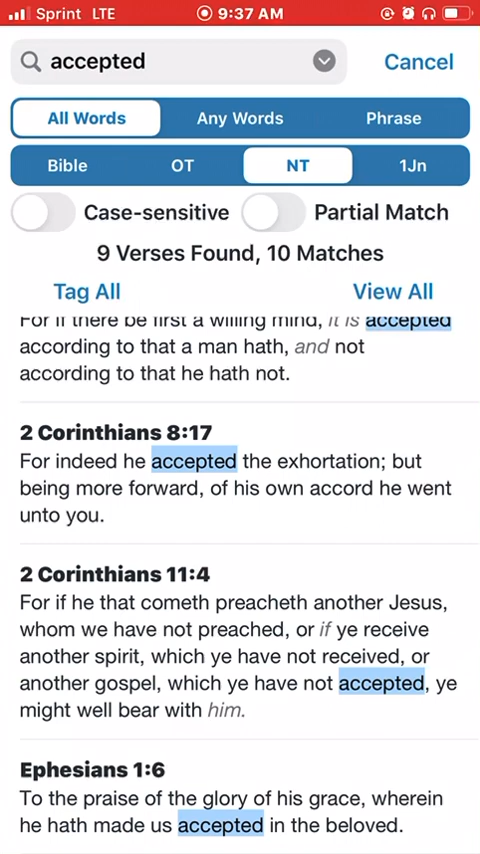 Sprint LTE 9:37 AM
accepted Cancel
All Words Any Words Phrase
Bible OT NT 1Jn
Case-sensitive Partial Match
9 Verses Found, 10 Matches
Tag All View All
For if there be first a willing mind, it is accepted
according to that a man hath, and not
according to that he hath not.
2 Corinthians 8:17
For indeed he accepted the exhortation; but
being more forward, of his own accord he went
unto you.
2 Corinthians 11:4
For if he that cometh preacheth another Jesus,
whom we have not preached, or if ye receive
another spirit, which ye have not received, or
another gospel, which ye have not accepted, ye
might well bear with him.
Ephesians 1:6
To the praise of the glory of his grace, wherein
he hath made us accepted in the beloved.